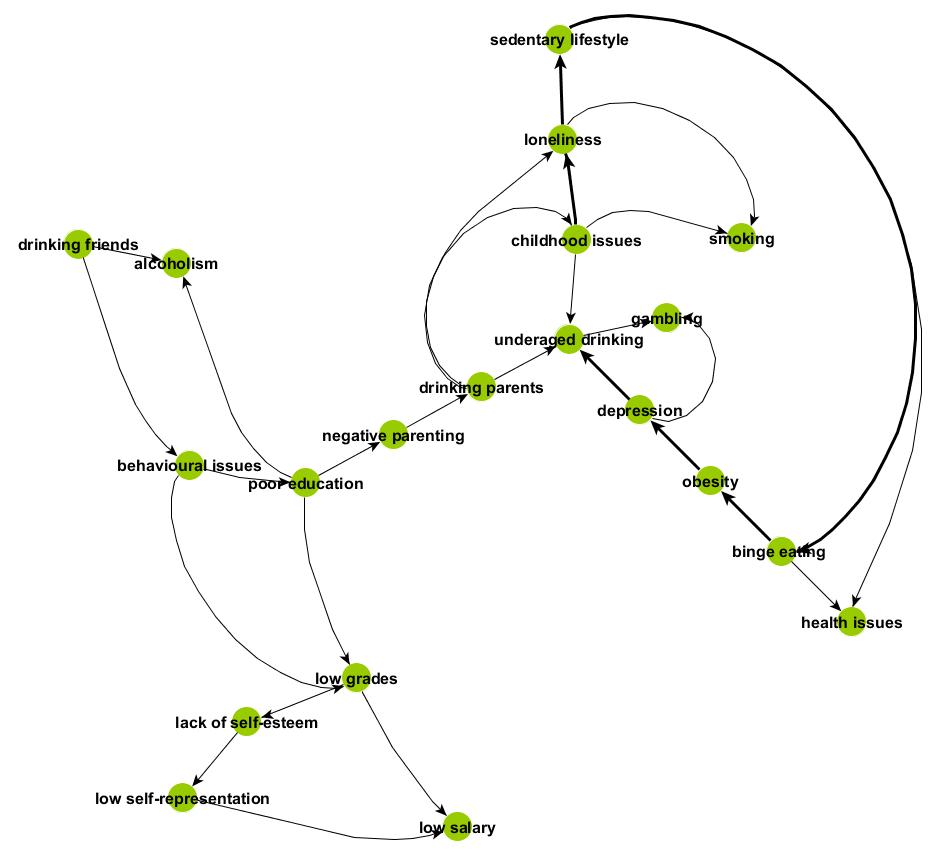 sedentary lifestyle
loneliness
smoking
childhood issues
drinking friends
alcoholism
gambling
underaged drinking
drinking parents
depression
negative parenting
behavioural issues
poor education
obesity
binge eating
health issues
low grades
lack of self-esteem
low self-representation
low salary